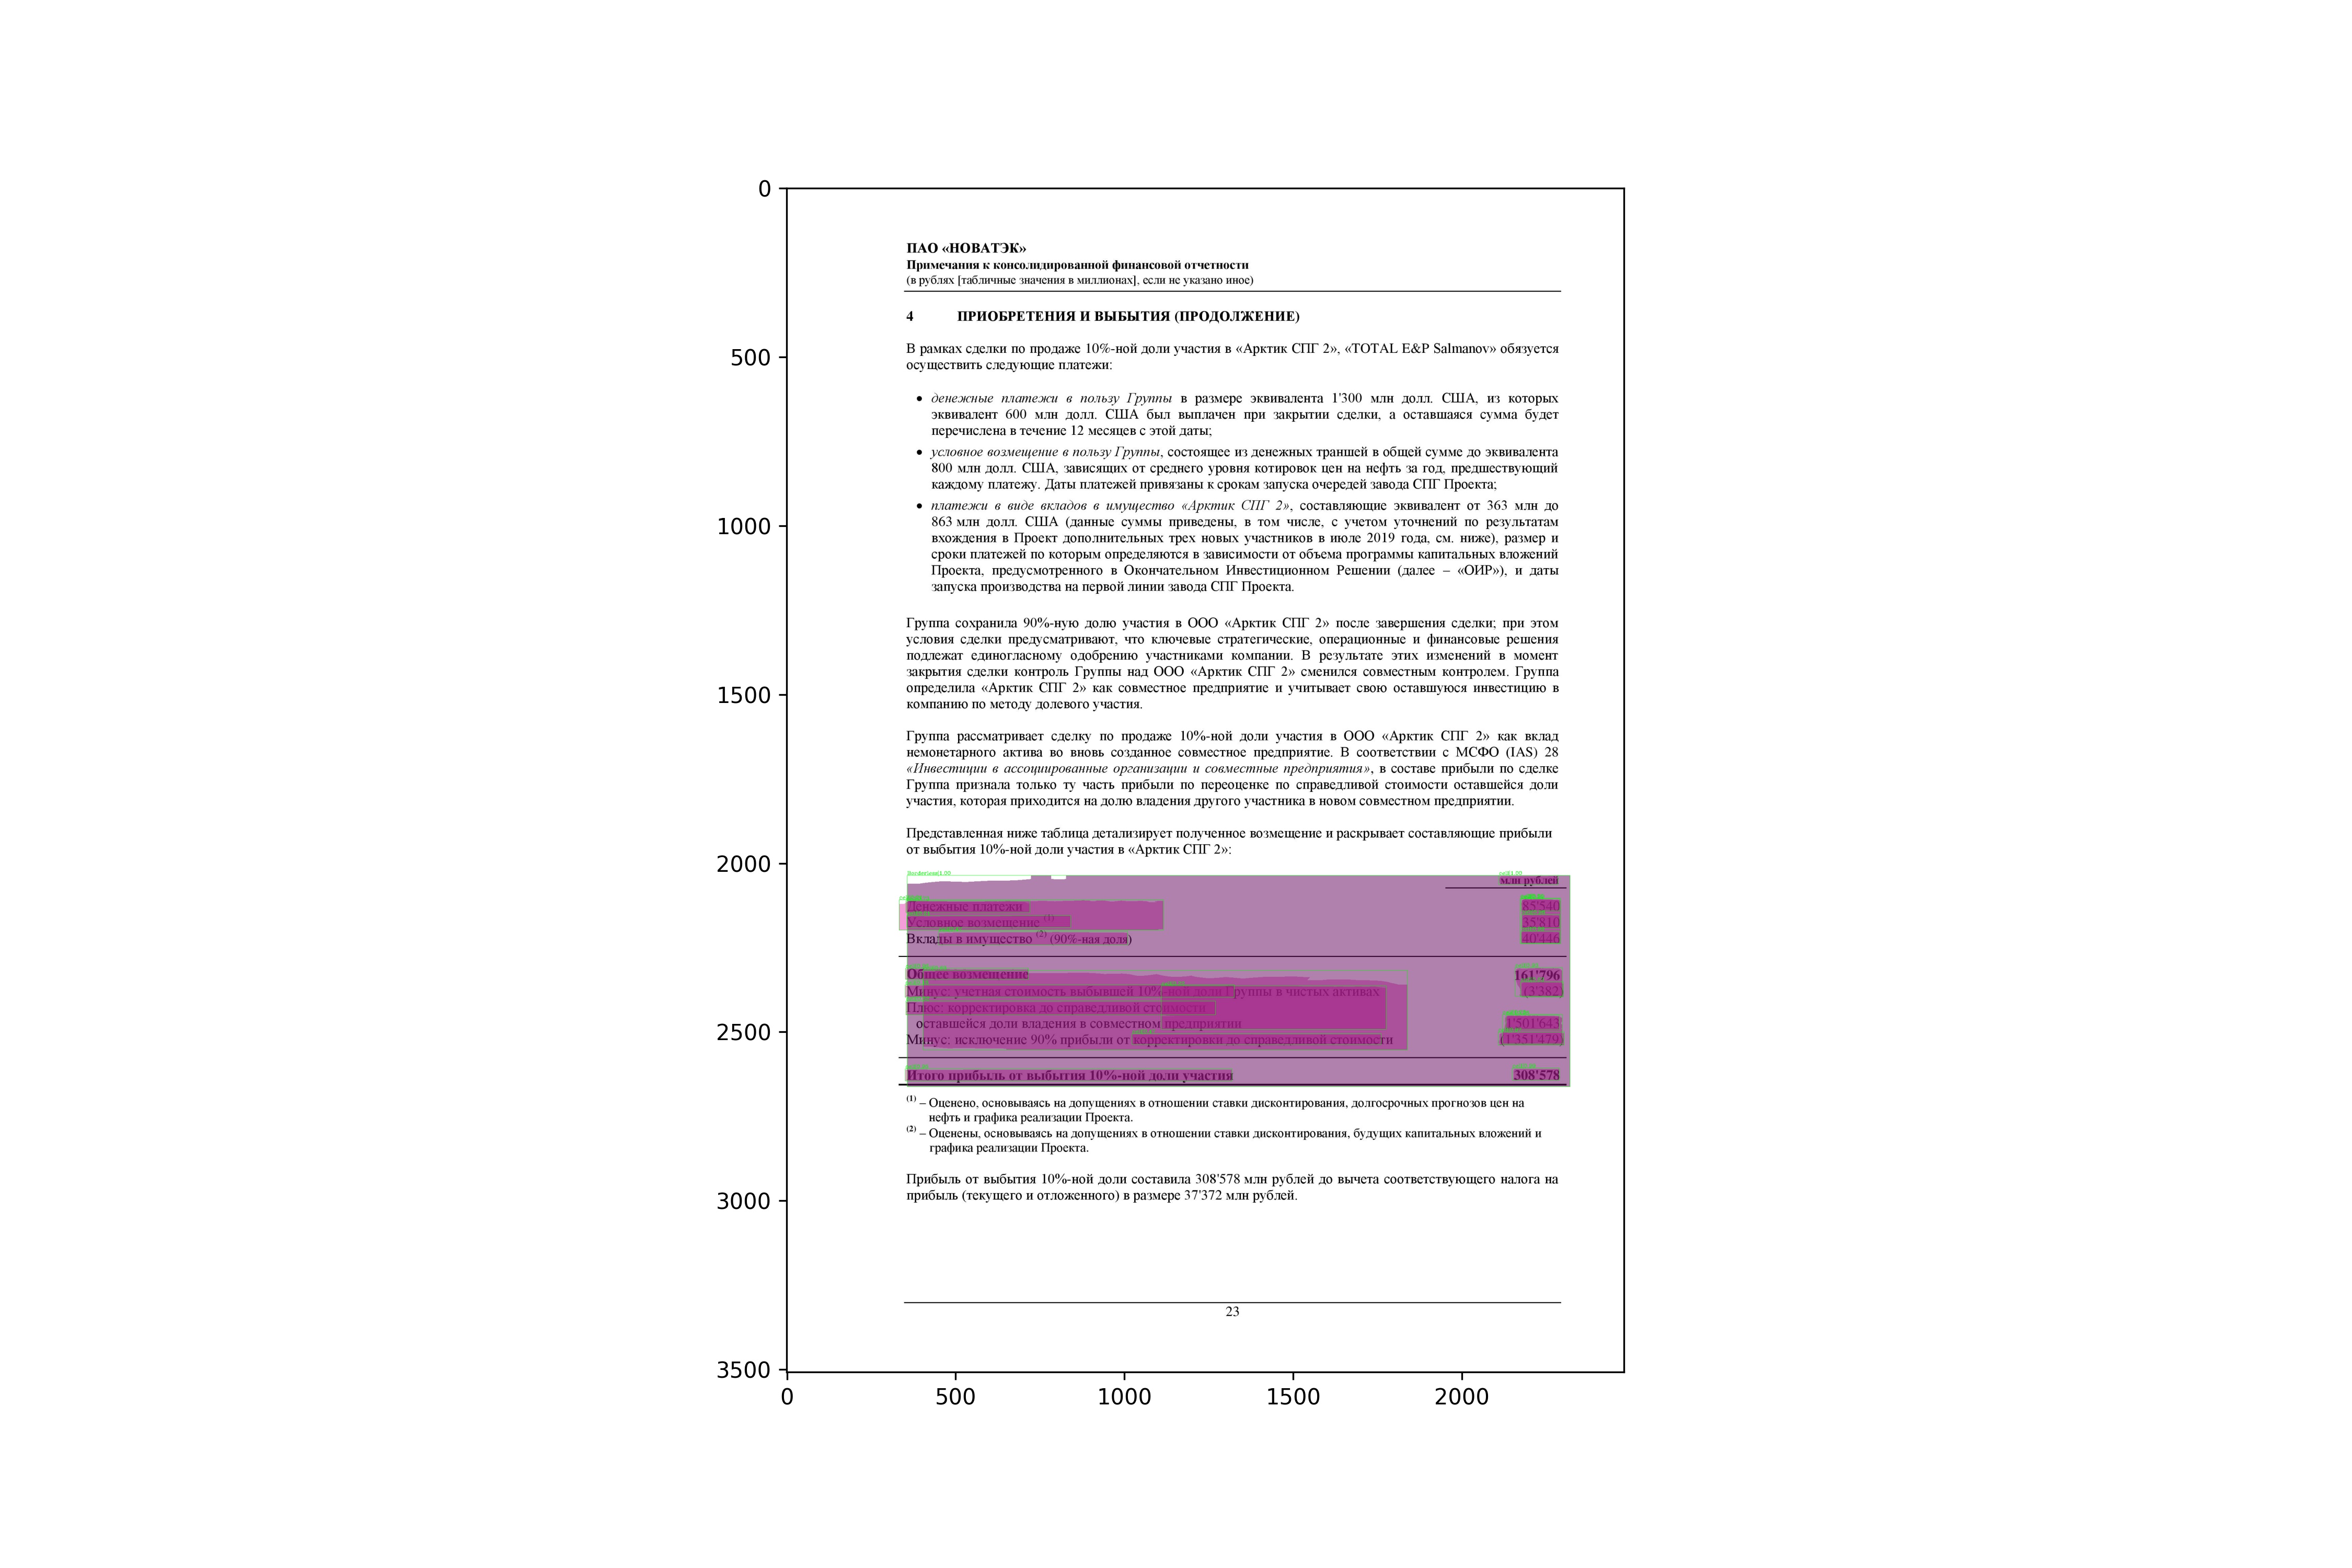 ПАО «НОВАТЭК»
Примечания к консолидированной финансовой отчетности
(в рублях [табличные значения в миллионах], если не указано иное)
4 ПРИОБРЕТЕНИЯ И ВЫБЫТИЯ (ПРОДОЛЖЕНИЕ)
В рамках сделки по продаже 10%-ной доли участия в «Арктик СПГ 2», «TOTAL E&P Salmanov» обязуется
осуществить следующие платежи:
• денежные платежи в пользу Группы в размере эквивалента 1'300 млн долл. США, из которых
эквивалент 600 млн долл. США был выплачен при закрытии сделки, а оставшаяся сумма будет
перечислена в течение 12 месяцев с этой даты;
• условное возмещение в пользу Группы, состоящее из денежных траншей в общей сумме до эквивалента
800 млн долл. США, зависящих от среднего уровня котировок цен на нефть за год, предшествующий
каждому платежу. Даты платежей привязаны к срокам запуска очередей завода СПГ Проекта;
• платежи в виде вкладов в имущество «Арктик СПГ 2», составляющие эквивалент от 363 млн до
863 млн долл. США (данные суммы приведены, в том числе, с учетом уточнений по результатам
вхождения в Проект дополнительных трех новых участников в июле 2019 года, см. ниже), размер и
сроки платежей по которым определяются в зависимости от объема программы капитальных вложений
Проекта, предусмотренного в Окончательном Инвестиционном Решении (далее – «ОИР»), и даты
запуска производства на первой линии завода СПГ Проекта.
Группа сохранила 90%-ную долю участия в ООО «Арктик СПГ 2» после завершения сделки; при этом
условия сделки предусматривают, что ключевые стратегические, операционные и финансовые решения
подлежат единогласному одобрению участниками компании. В результате этих изменений в момент
закрытия сделки контроль Группы над ООО «Арктик СПГ 2» сменился совместным контролем. Группа
определила «Арктик СПГ 2» как совместное предприятие и учитывает свою оставшуюся инвестицию в
компанию по методу долевого участия.
Группа рассматривает сделку по продаже 10%-ной доли участия в ООО «Арктик СПГ 2» как вклад
немонетарного актива во вновь созданное совместное предприятие. В соответствии с МСФО (IAS) 28
«Инвестиции в ассоциированные организации и совместные предприятия», в составе прибыли по сделке
Группа признала только ту часть прибыли по переоценке по справедливой стоимости оставшейся доли
участия, которая приходится на долю владения другого участника в новом совместном предприятии.
Представленная ниже таблица детализирует полученное возмещение и раскрывает составляющие прибыли
от выбытия 10%-ной доли участия в «Арктик СПГ 2»:
млн рублей
Денежные платежи 85'540
Условное возмещение (1) 35'810
Вклады в имущество (2) (90%-ная доля) 40'446
Общее возмещение 161'796
Минус: учетная стоимость выбывшей 10%-ной доли Группы в чистых активах (3'382)
Плюс: корректировка до справедливой стоимости
оставшейся доли владения в совместном предприятии 1'501'643
Минус: исключение 90% прибыли от корректировки до справедливой стоимости (1'351'479)
Итого прибыль от выбытия 10%-ной доли участия 308'578
(1) – Оценено, основываясь на допущениях в отношении ставки дисконтирования, долгосрочных прогнозов цен на
нефть и графика реализации Проекта.
(2) – Оценены, основываясь на допущениях в отношении ставки дисконтирования, будущих капитальных вложений и
графика реализации Проекта.
Прибыль от выбытия 10%-ной доли составила 308'578 млн рублей до вычета соответствующего налога на
прибыль (текущего и отложенного) в размере 37'372 млн рублей.
23
0
500
1000
1500
2000
2500
3000
3500
0 500 1000 1500 2000